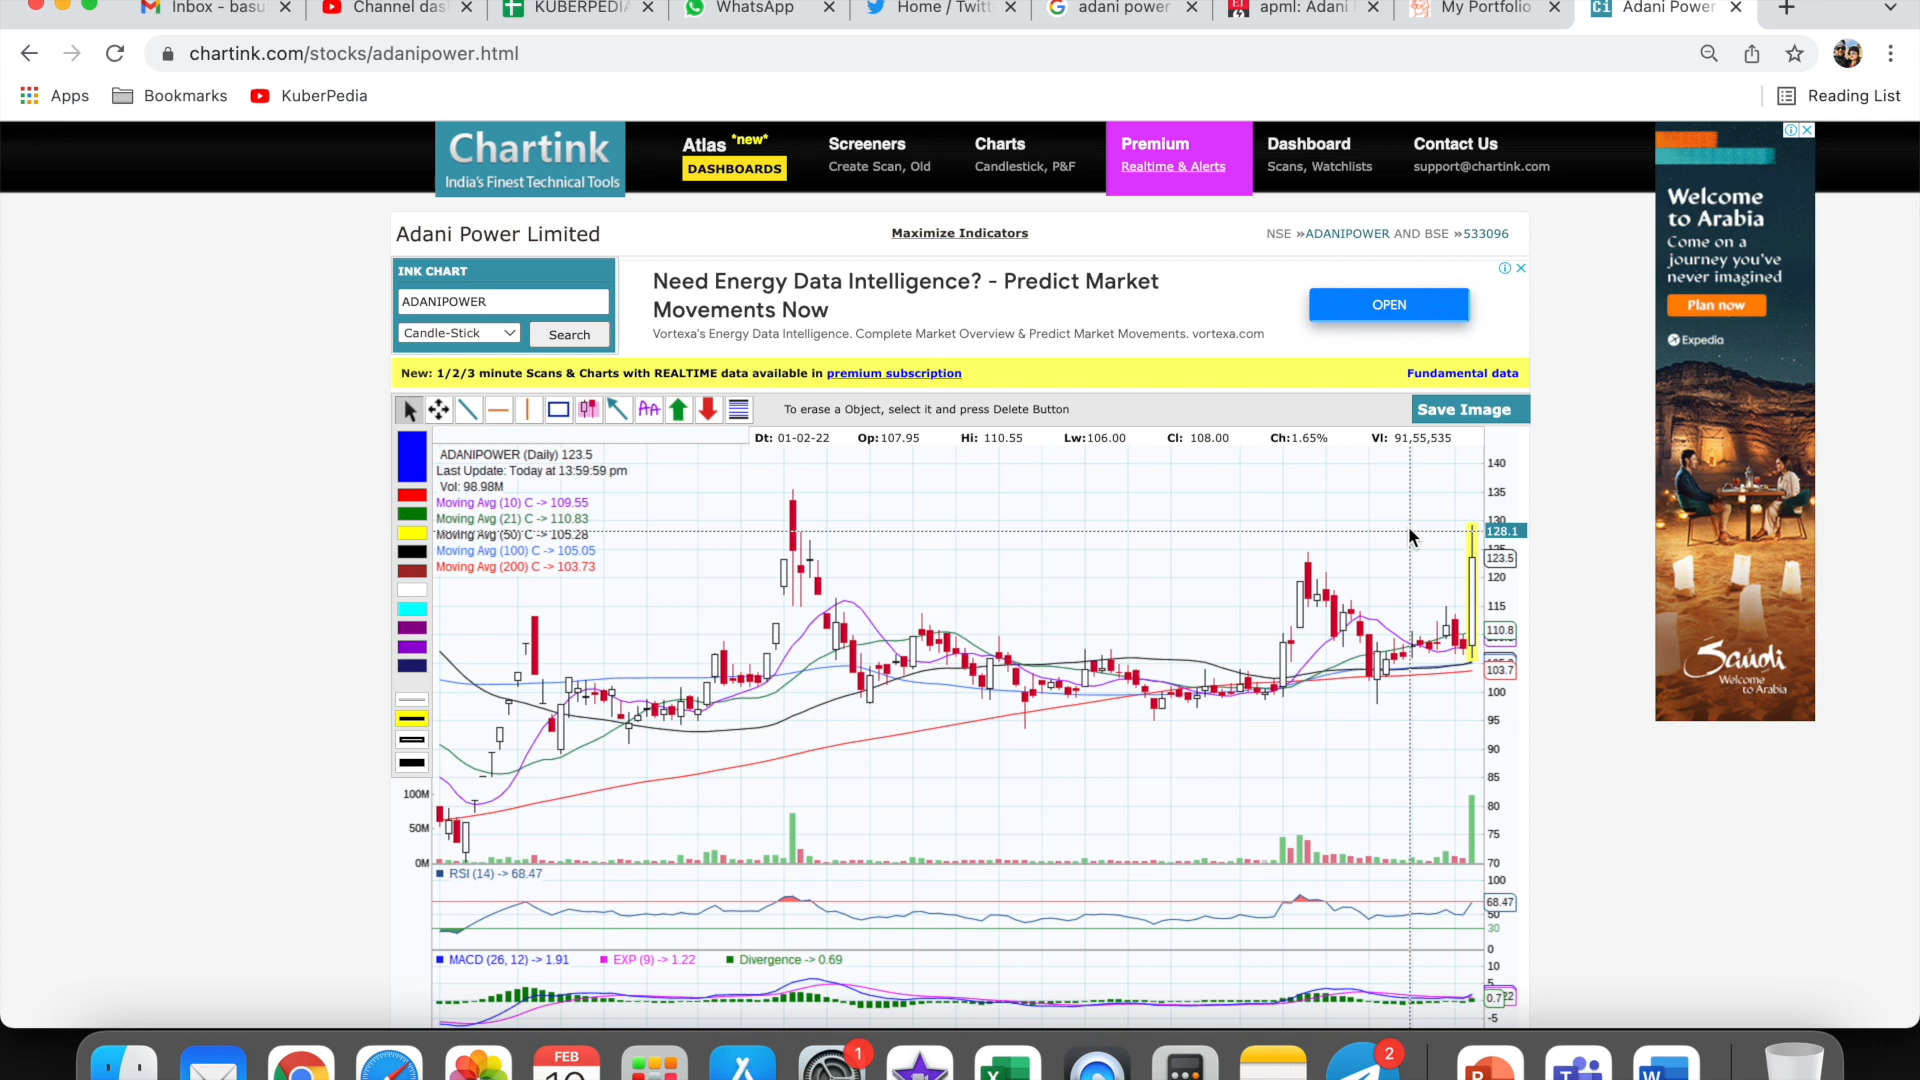 Inbox - basu
Channel das
KUBERPEDIA
WhatsApp
Home / Twitt
adani power
apml: Adani
My Portfolio
Adani Power
chartink.com/stocks/adanipower.html
Apps
Bookmarks
KuberPedia
Reading List
Chartink
India's Finest Technical Tools
Atlas *new*
DASHBOARDS
Screeners
Create Scan, Old
Charts
Candlestick, P&F
Premium
Realtime & Alerts
Dashboard
Scans, Watchlists
Contact Us
support@chartink.com
Adani Power Limited
Maximize Indicators
NSE »ADANIPOWER AND BSE »533096
INK CHART
ADANIPOWER
Candle-Stick
Search
Need Energy Data Intelligence? - Predict Market
Movements Now
Vortexa's Energy Data Intelligence. Complete Market Overview & Predict Market Movements. vortexa.com
OPEN
New: 1/2/3 minute Scans & Charts with REALTIME data available in premium subscription
Fundamental data
To erase a Object, select it and press Delete Button
Save Image
Dt: 01-02-22 Op:107.95 Hi: 110.55 Lw:106.00 Cl: 108.00 Ch:1.65% Vl: 91,55,535
ADANIPOWER (Daily) 123.5
Last Update: Today at 13:59:59 pm
Vol: 98.98M
Moving Avg (10) C -> 109.55
Moving Avg (21) C -> 110.83
Moving Avg (50) C -> 105.28
Moving Avg (100) C -> 105.05
Moving Avg (200) C -> 103.73
140
135
130
128.1
125
123.5
120
115
110.8
103.7
100
95
90
85
80
75
70
100M
50M
0M
RSI (14) -> 68.47
100
68.47
50
30
0
MACD (26, 12) -> 1.91
EXP (9) -> 1.22
Divergence -> 0.69
10
5
0.7
22
-5
Welcome
to Arabia
Come on a
journey you've
never imagined
Plan now
Expedia
Saudi
Welcome
to Arabia
FEB
1
2